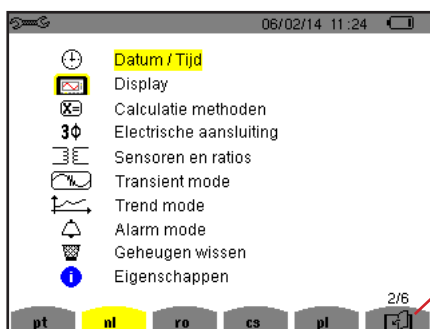 06/02/14 11:24
Datum / Tijd
Display
X= Calculatie methoden
3ϕ Electrische aansluiting
Sensoren en ratios
Transient mode
Trend mode
Alarm mode
Geheugen wissen
i Eigenschappen
2/6
pt nl ro cs pl